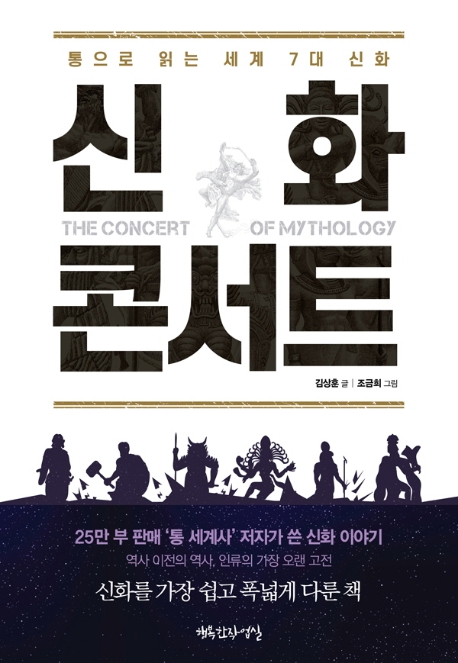 통으로 읽는 세계 7대 신화
신화
THE CONCERT OF MYTHOLOGY
콘서트
김상훈 글 | 조금희 그림
25만 부 판매 ‘통 세계사’ 저자가 쓴 신화 이야기
역사 이전의 역사, 인류의 가장 오랜 고전
신화를 가장 쉽고 폭넓게 다룬 책
행복한작업실